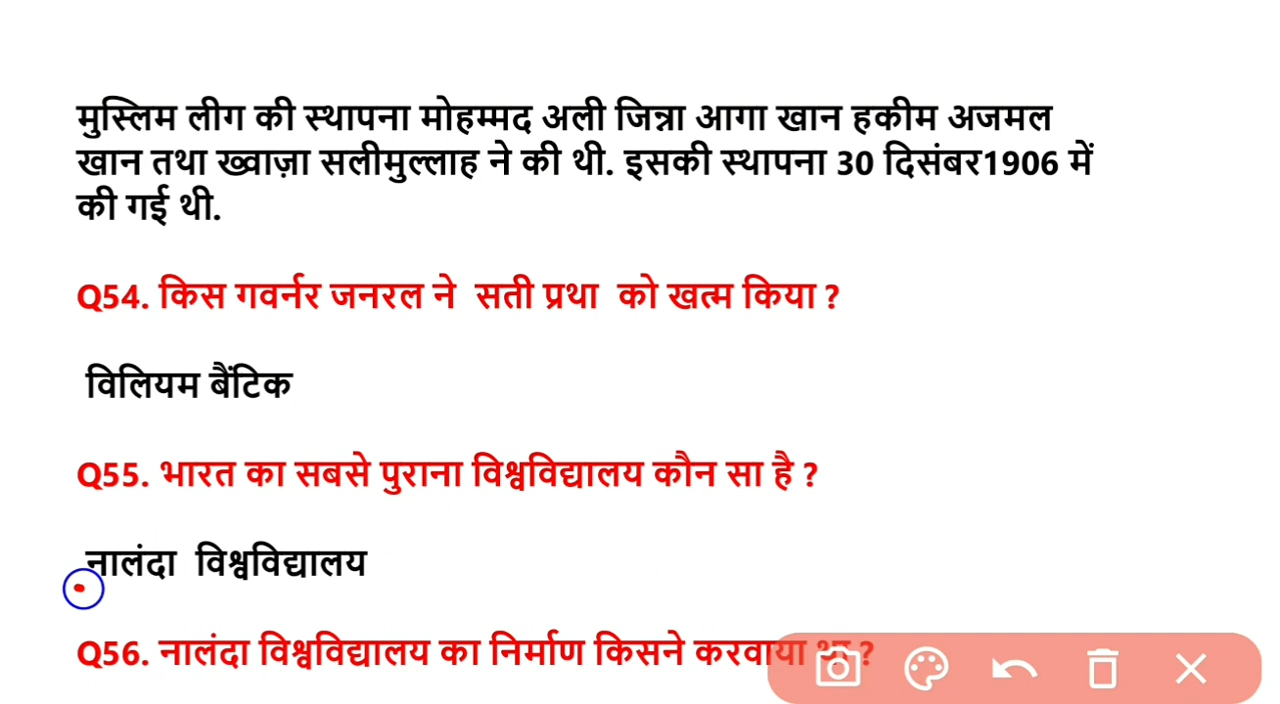 मुस्लिम लीग की स्थापना मोहम्मद अली जिन्ना आगा खान हकीम अजमल
खान तथा ख्वाज़ा सलीमुल्लाह ने की थी. इसकी स्थापना 30 दिसंबर1906 में
की गई थी.
Q54. किस गवर्नर जनरल ने सती प्रथा को खत्म किया ?
विलियम बैंटिक
Q55. भारत का सबसे पुराना विश्वविद्यालय कौन सा है ?
नालंदा विश्वविद्यालय
Q56. नालंदा विश्वविद्यालय का निर्माण किसने करवाया था ?